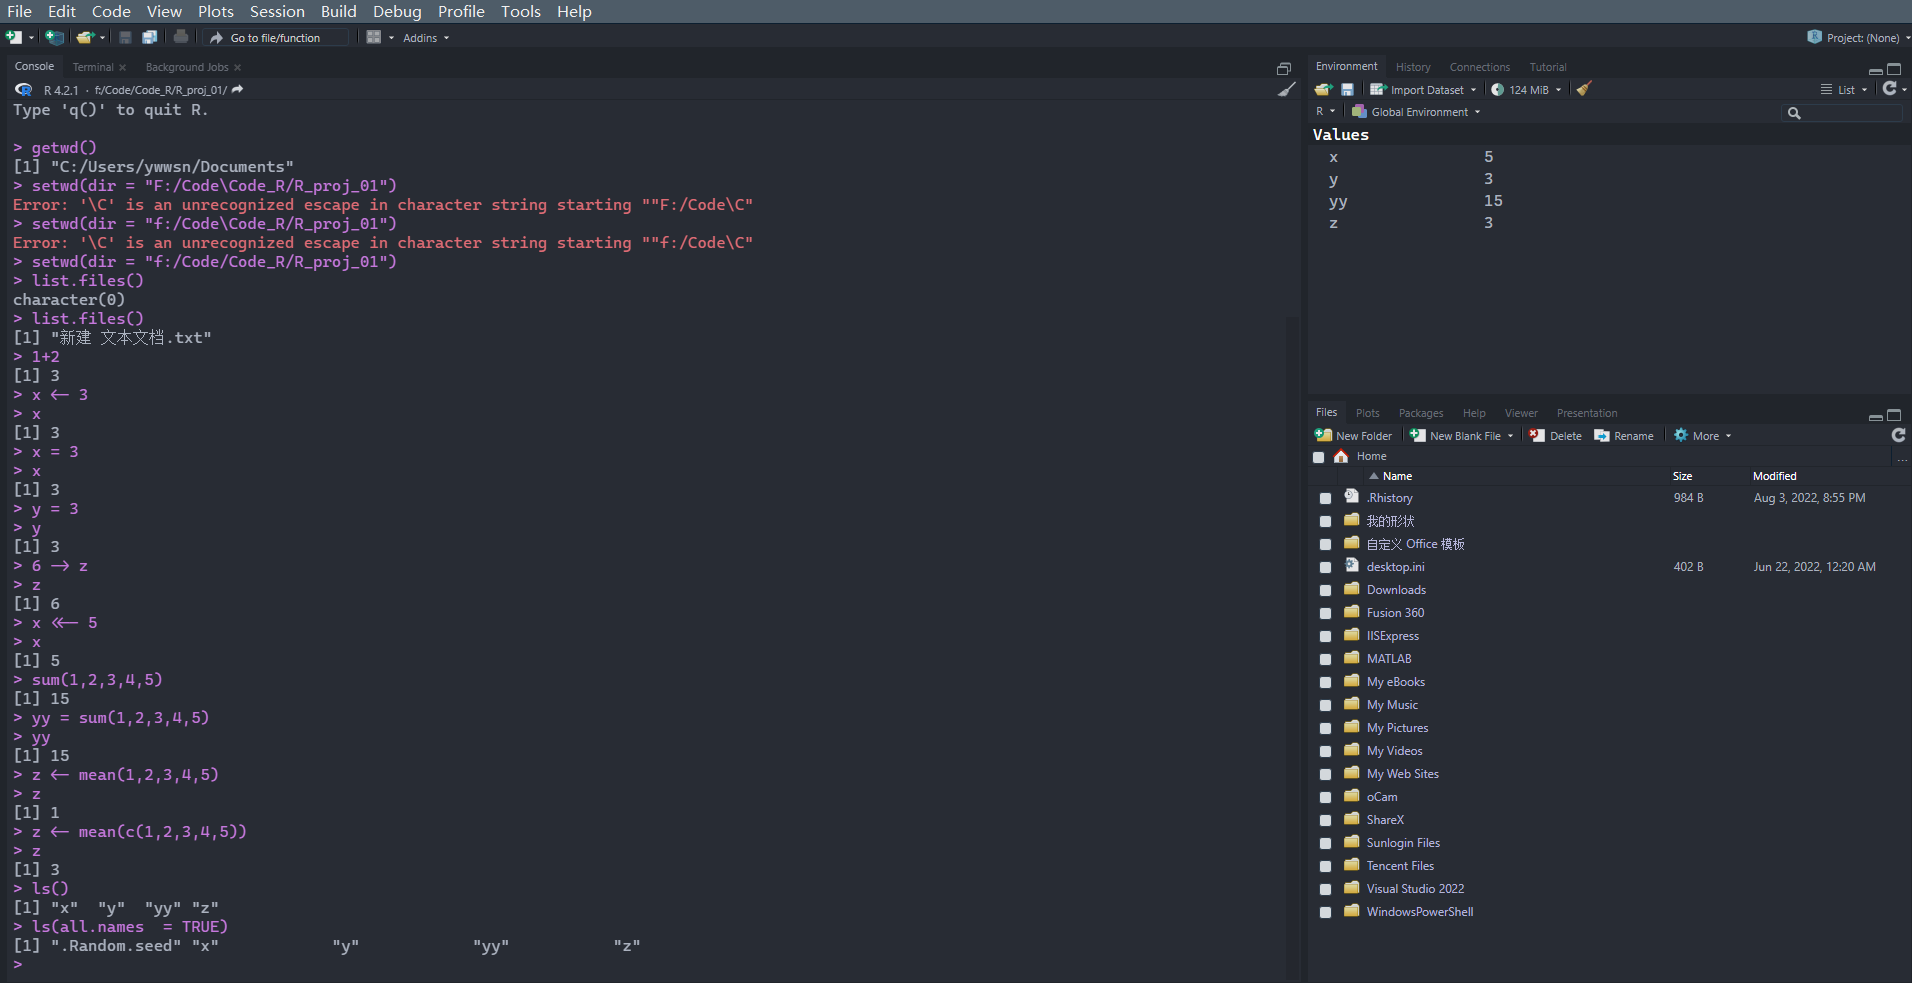 File Edit Code View Plots Session Build Debug Profile Tools Help
Go to file/function Addins Project: (None)
Console Terminal Background Jobs
R 4.2.1 · f:/Code/Code_R/R_proj_01/
Type 'q()' to quit R.
> getwd()
[1] "C:/Users/ywwsn/Documents"
> setwd(dir = "F:/Code\Code_R/R_proj_01")
Error: '\C' is an unrecognized escape in character string starting ""F:/Code\C"
> setwd(dir = "f:/Code\Code_R/R_proj_01")
Error: '\C' is an unrecognized escape in character string starting ""f:/Code\C"
> setwd(dir = "f:/Code/Code_R/R_proj_01")
> list.files()
character(0)
> list.files()
[1] "新建 文本文档.txt"
> 1+2
[1] 3
> x <- 3
> x
[1] 3
> x = 3
> x
[1] 3
> y = 3
> y
[1] 3
> 6 -> z
> z
[1] 6
> x <<- 5
> x
[1] 5
> sum(1,2,3,4,5)
[1] 15
> yy = sum(1,2,3,4,5)
> yy
[1] 15
> z <- mean(1,2,3,4,5)
> z
[1] 1
> z <- mean(c(1,2,3,4,5))
> z
[1] 3
> ls()
[1] "x"  "y"  "yy" "z"
> ls(all.names  = TRUE)
[1] ".Random.seed" "x"            "y"            "yy"           "z"
>
Environment History Connections Tutorial
Import Dataset 124 MiB List
R Global Environment
Values
x 5
y 3
yy 15
z 3
Files Plots Packages Help Viewer Presentation
New Folder New Blank File Delete Rename More
Home ...
Name Size Modified
.Rhistory 984 B Aug 3, 2022, 8:55 PM
我的形状
自定义 Office 模板
desktop.ini 402 B Jun 22, 2022, 12:20 AM
Downloads
Fusion 360
IISExpress
MATLAB
My eBooks
My Music
My Pictures
My Videos
My Web Sites
oCam
ShareX
Sunlogin Files
Tencent Files
Visual Studio 2022
WindowsPowerShell